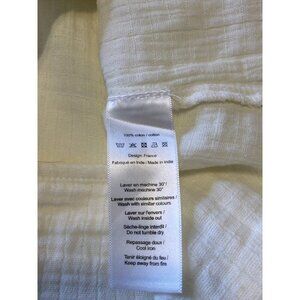 100% coton / cotton
Design: France
Fabriqué en Inde / Made in India
Laver en machine 30°/
Wash machine 30°
Laver avec couleurs similaires /
Wash with similar colours
Laver sur l'envers /
Wash inside out
Sèche-linge interdit /
Do not tumble dry
Repassage doux /
Cool iron
Tenir éloigné du feu /
Keep away from fire